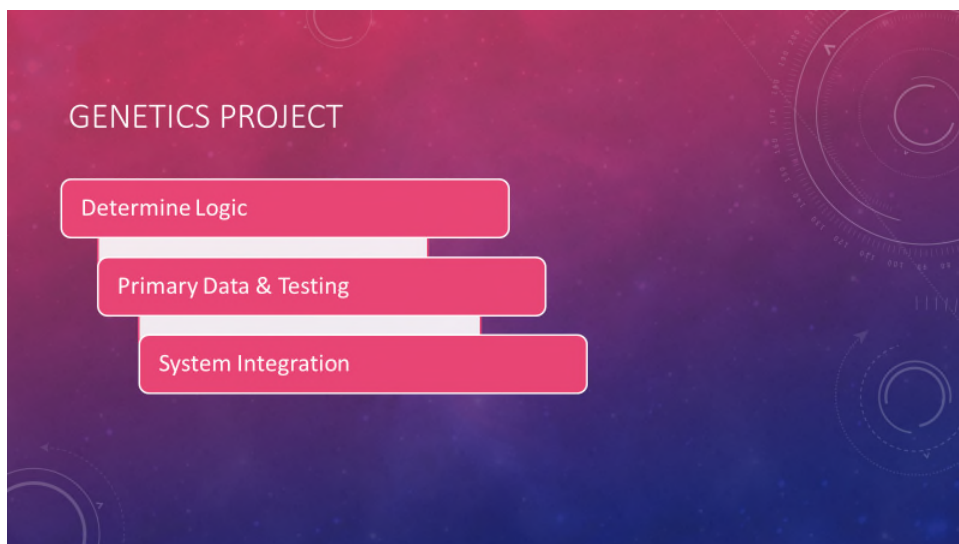 GENETICS PROJECT
Determine Logic
Primary Data & Testing
System Integration